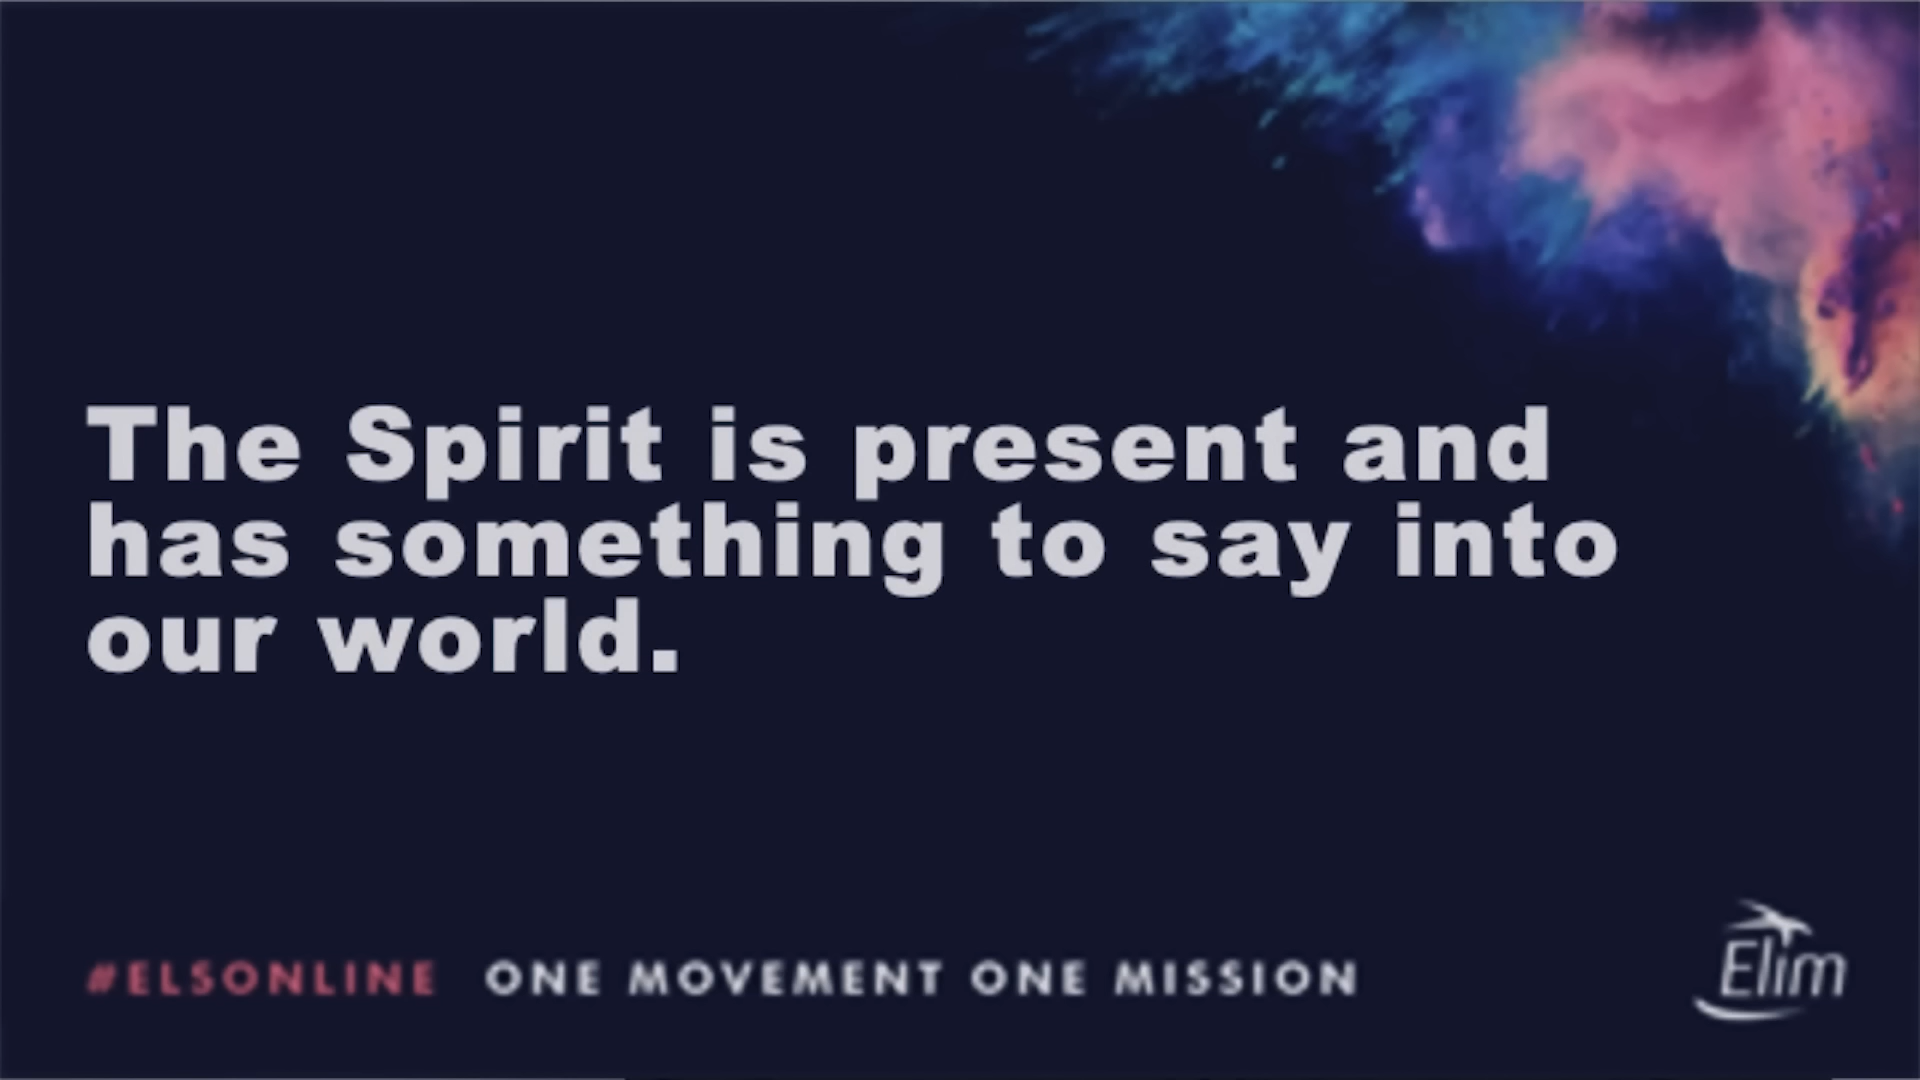 The Spirit is present and
has something to say into
our world.
#ELSONLINE ONE MOVEMENT ONE MISSION
Elim